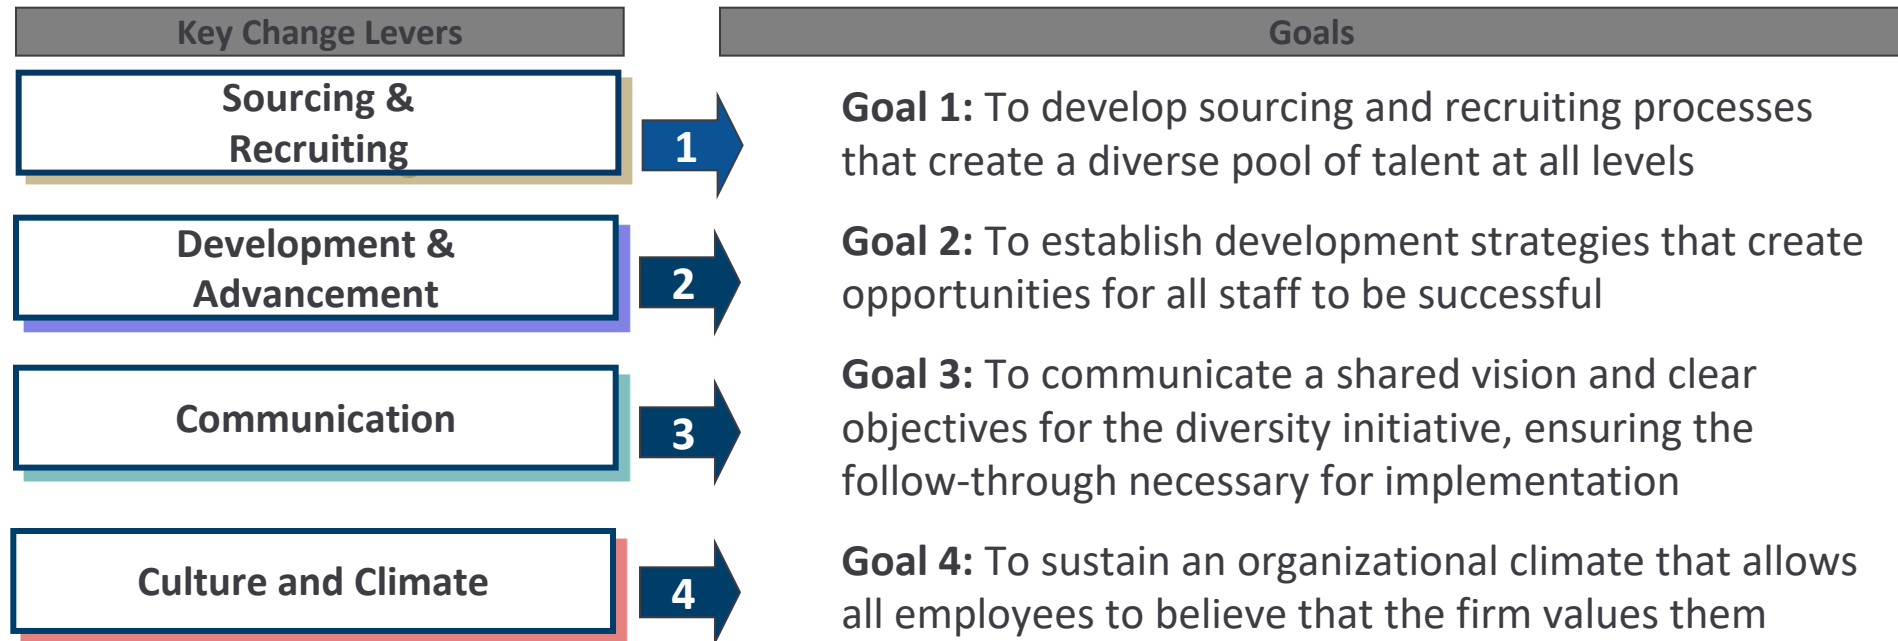 Key Change Levers
Goals
Sourcing &
Recruiting
1
Goal 1: To develop sourcing and recruiting processes
that create a diverse pool of talent at all levels
Development &
Advancement
2
Goal 2: To establish development strategies that create
opportunities for all staff to be successful
Communication
3
Goal 3: To communicate a shared vision and clear
objectives for the diversity initiative, ensuring the
follow-through necessary for implementation
Culture and Climate
4
Goal 4: To sustain an organizational climate that allows
all employees to believe that the firm values them